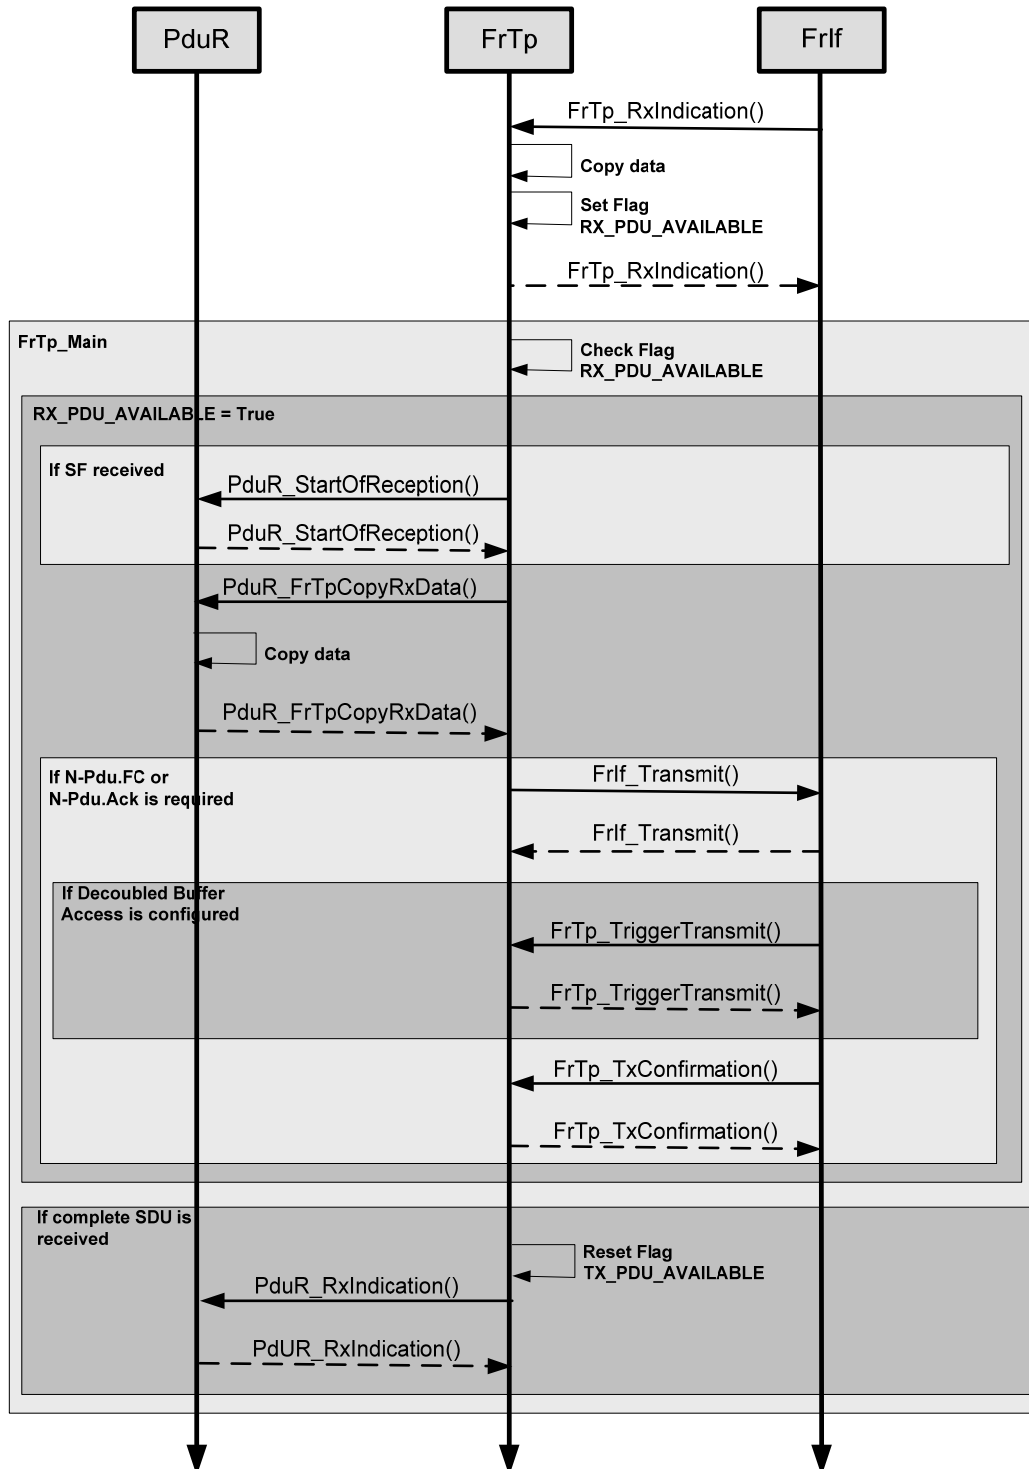 PduR
FrTp
FrIf
FrTp_RxIndication()
Copy data
Set Flag
RX_PDU_AVAILABLE
FrTp_RxIndication()
FrTp_Main
Check Flag
RX_PDU_AVAILABLE
RX_PDU_AVAILABLE = True
If SF received
PduR_StartOfReception()
PduR_StartOfReception()
PduR_FrTpCopyRxData()
Copy data
PduR_FrTpCopyRxData()
If N-Pdu.FC or
N-Pdu.Ack is required
FrIf_Transmit()
FrIf_Transmit()
If Decoubled Buffer
Access is configured
FrTp_TriggerTransmit()
FrTp_TriggerTransmit()
FrTp_TxConfirmation()
FrTp_TxConfirmation()
If complete SDU is
received
Reset Flag
TX_PDU_AVAILABLE
PduR_RxIndication()
PdUR_RxIndication()